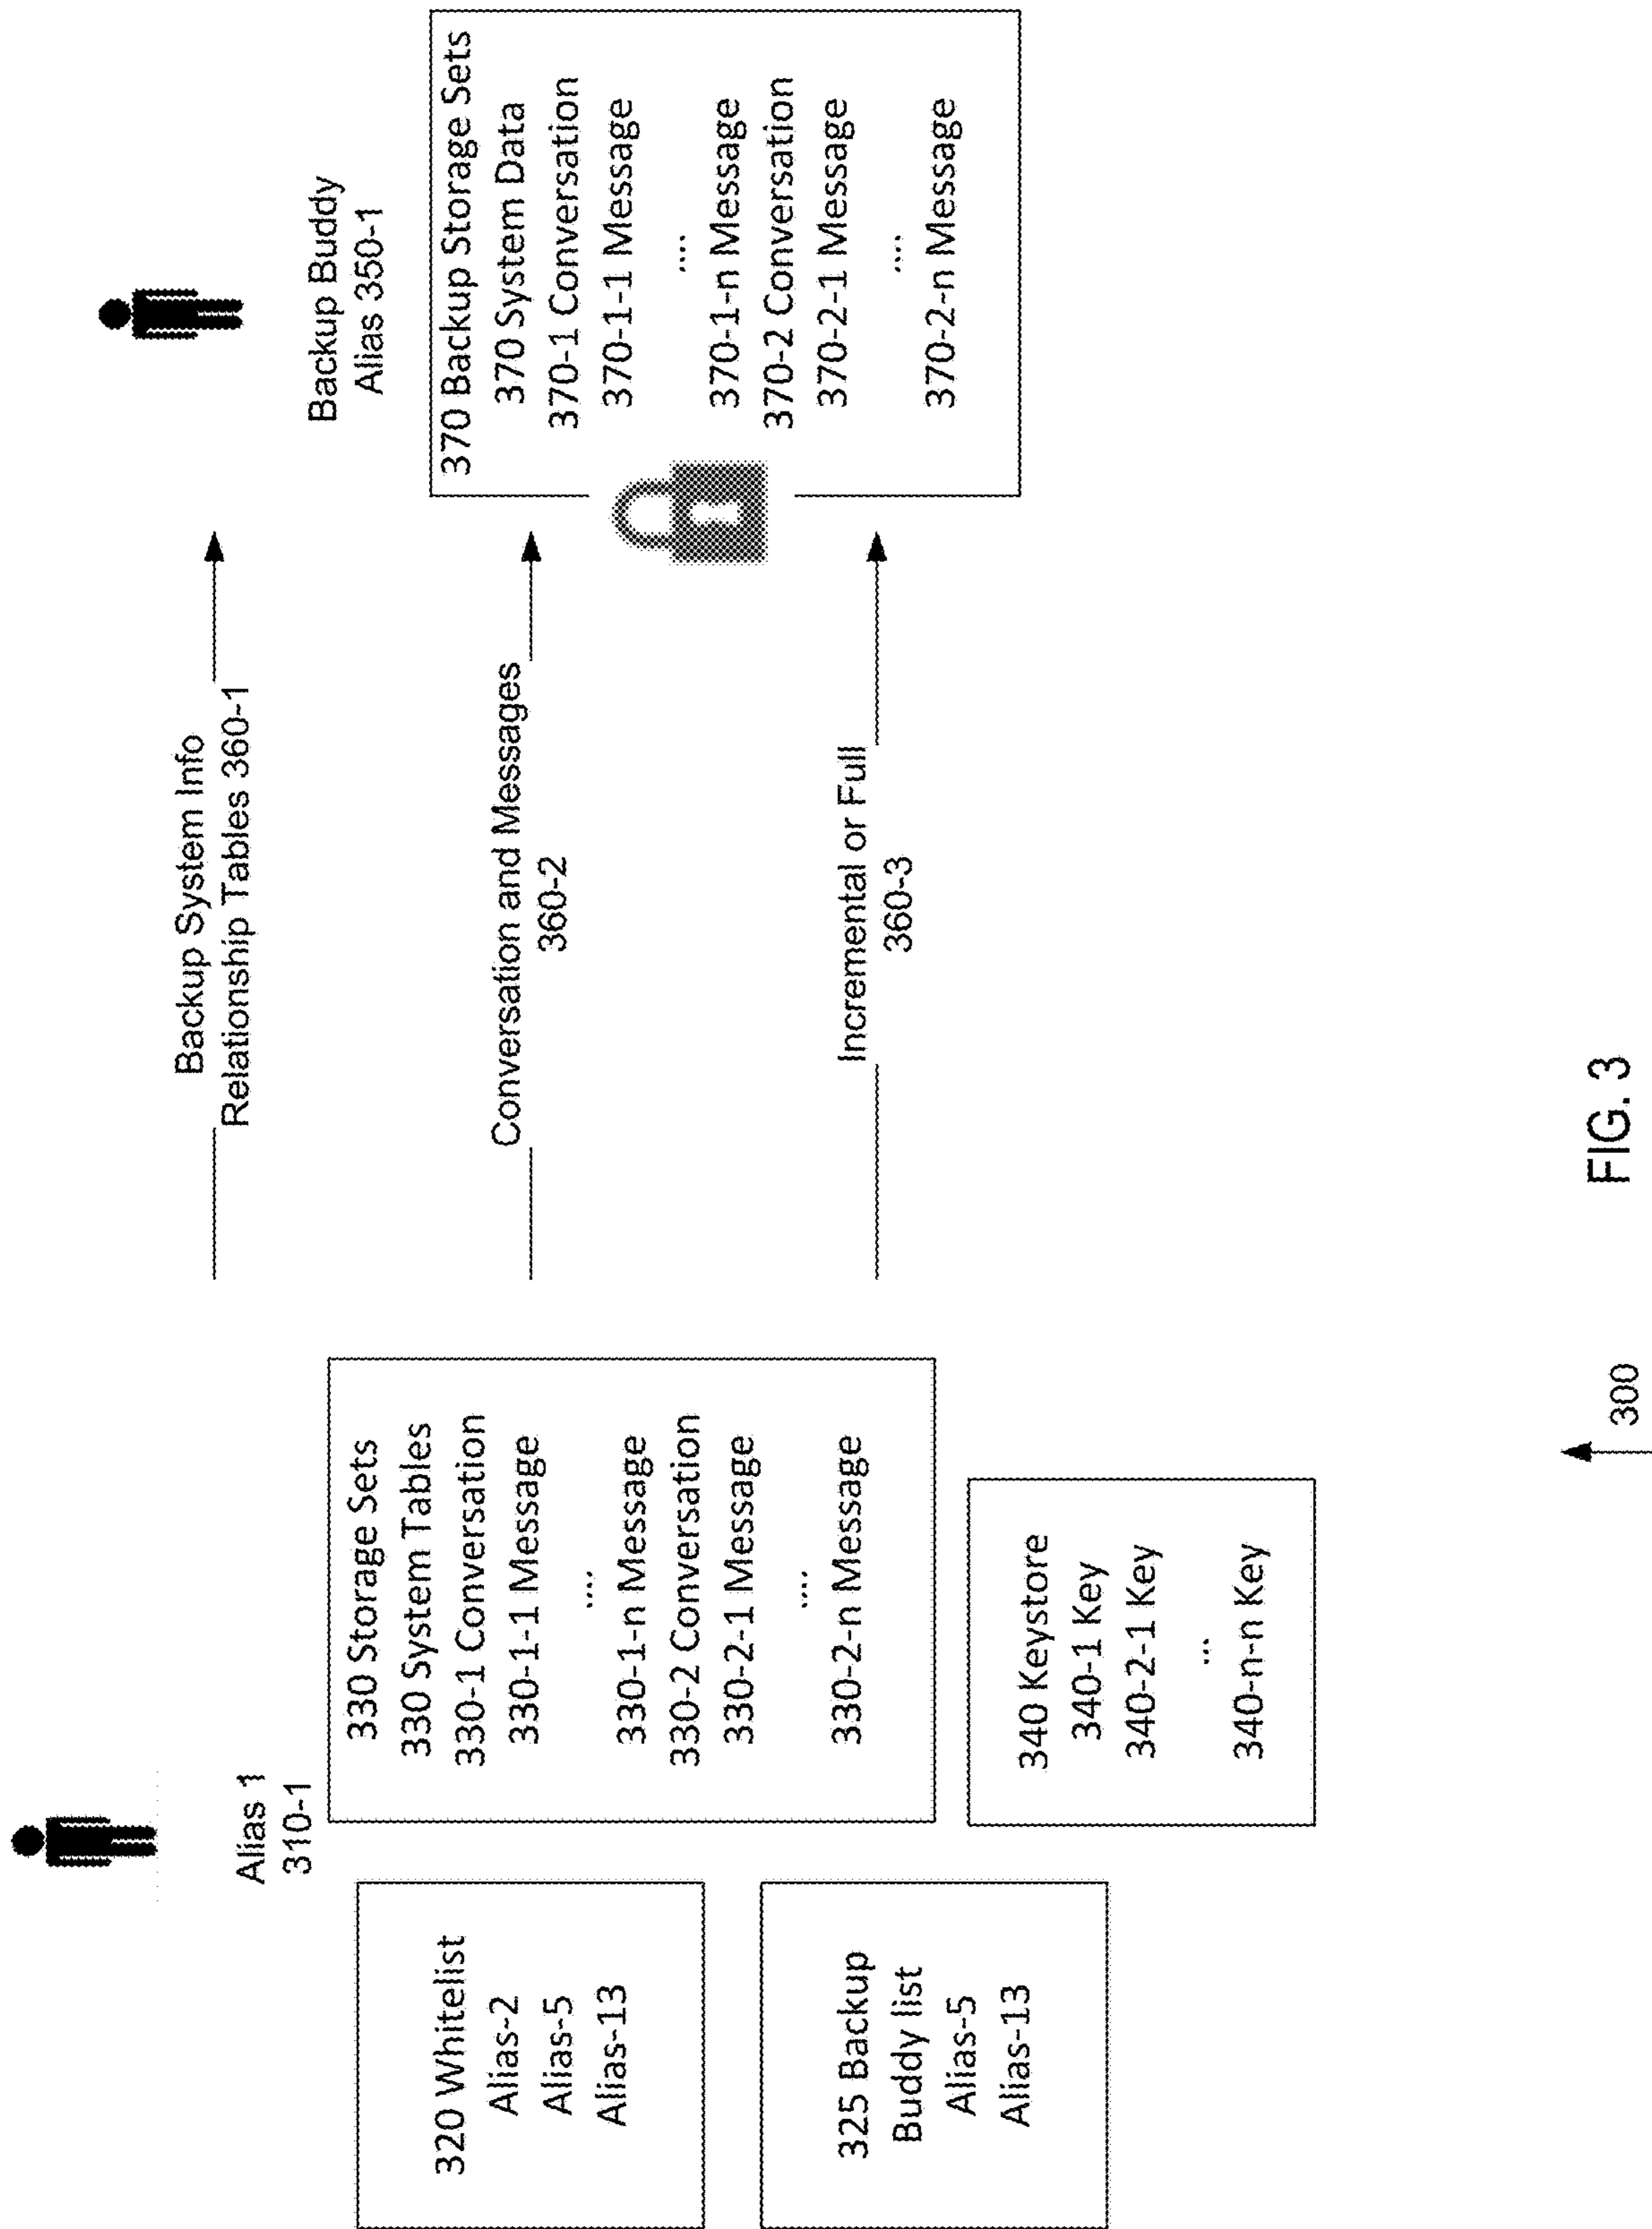 Alias 1
310-1
320 Whitelist
Alias-2
Alias-5
Alias-13
325 Backup
Buddy list
Alias-5
Alias-13
330 Storage Sets
330 System Tables
330-1 Conversation
330-1-1 Message
....
330-1-n Message
330-2 Conversation
330-2-1 Message
....
330-2-n Message
340 Keystore
340-1 Key
340-2-1 Key
...
340-n-n Key
Backup System Info
Relationship Tables 360-1
Conversation and Messages
360-2
Incremental or Full
360-3
Backup Buddy
Alias 350-1
370 Backup Storage Sets
370 System Data
370-1 Conversation
370-1-1 Message
....
370-1-n Message
370-2 Conversation
370-2-1 Message
....
370-2-n Message
300
FIG. 3